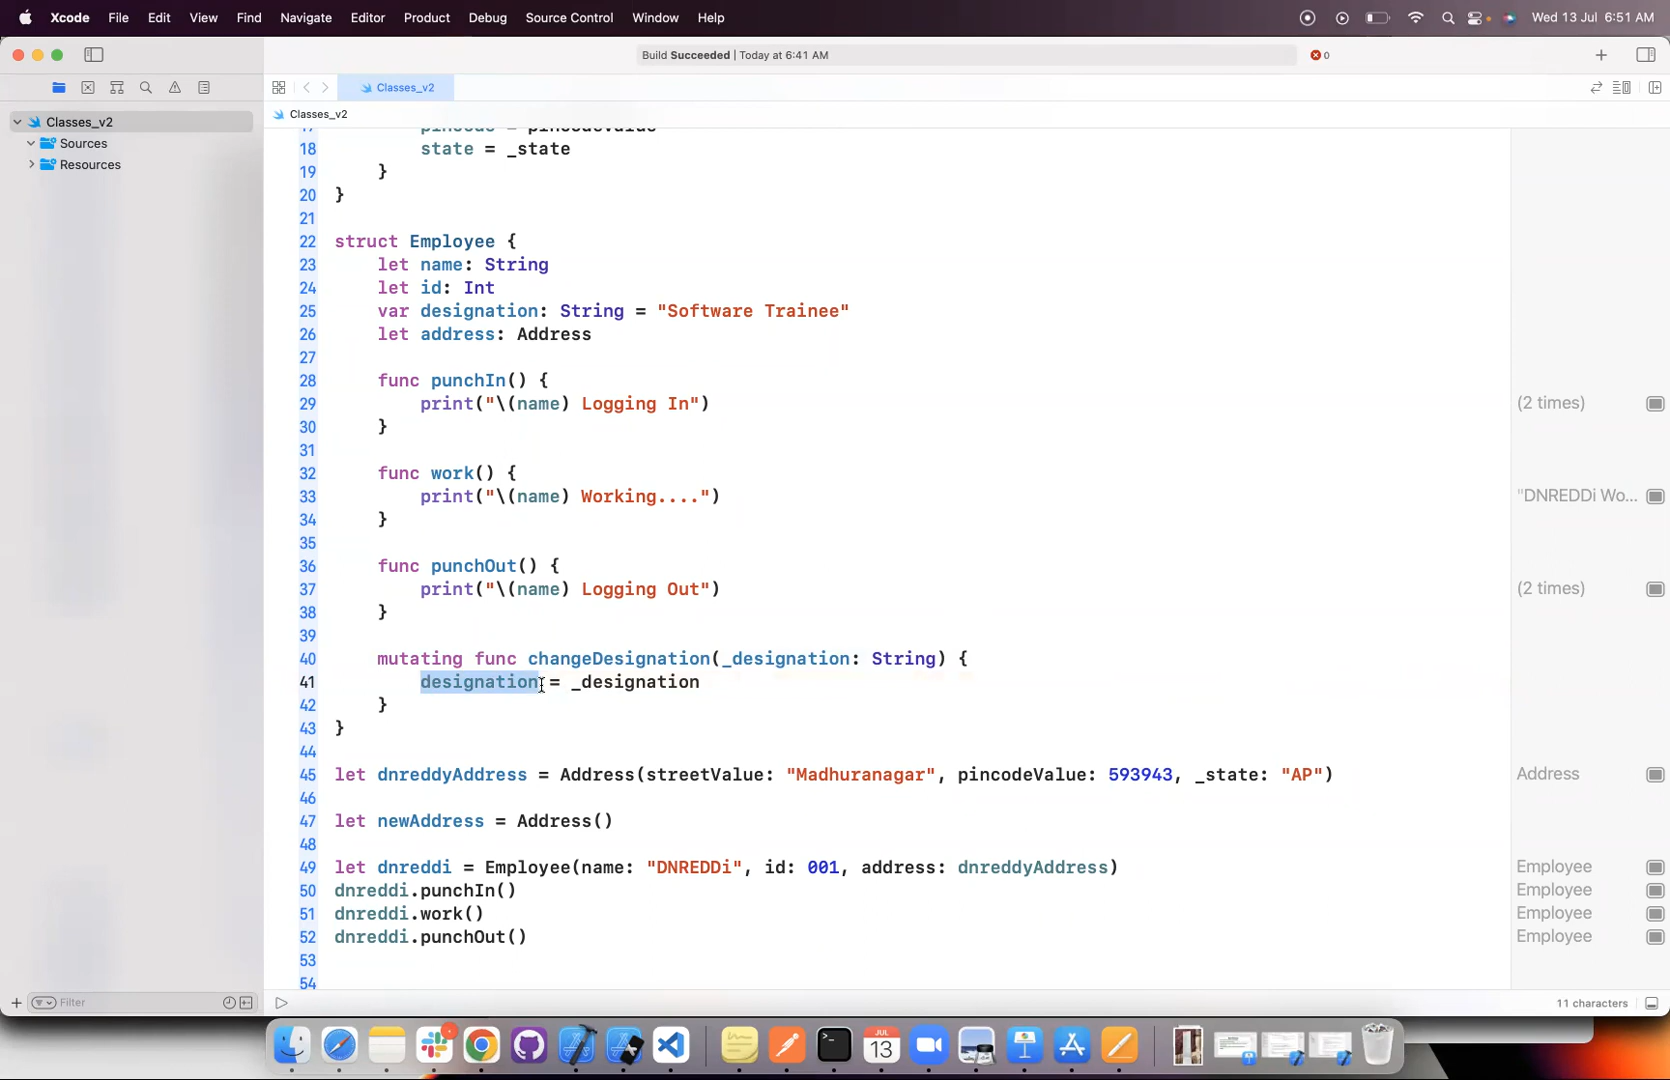 Xcode File Edit View Find Navigate Editor Product Debug Source Control Window Help Wed 13 Jul 6:51 AM
Build Succeeded | Today at 6:41 AM 0
Classes_v2
Classes_v2
Classes_v2
Sources
Resources
17 pincode = pincodeValue
18 state = _state
19 }
20 }
21
22 struct Employee {
23 let name: String
24 let id: Int
25 var designation: String = "Software Trainee"
26 let address: Address
27
28 func punchIn() {
29 print("\(name) Logging In") (2 times)
30 }
31
32 func work() {
33 print("\(name) Working....") "DNREDDi Wo...
34 }
35
36 func punchOut() {
37 print("\(name) Logging Out") (2 times)
38 }
39
40 mutating func changeDesignation(_designation: String) {
41 designation = _designation
42 }
43 }
44
45 let dnreddyAddress = Address(streetValue: "Madhuranagar", pincodeValue: 593943, _state: "AP") Address
46
47 let newAddress = Address()
48
49 let dnreddi = Employee(name: "DNREDDi", id: 001, address: dnreddyAddress) Employee
50 dnreddi.punchIn() Employee
51 dnreddi.work() Employee
52 dnreddi.punchOut() Employee
53
54
Filter 11 characters
JUL
13